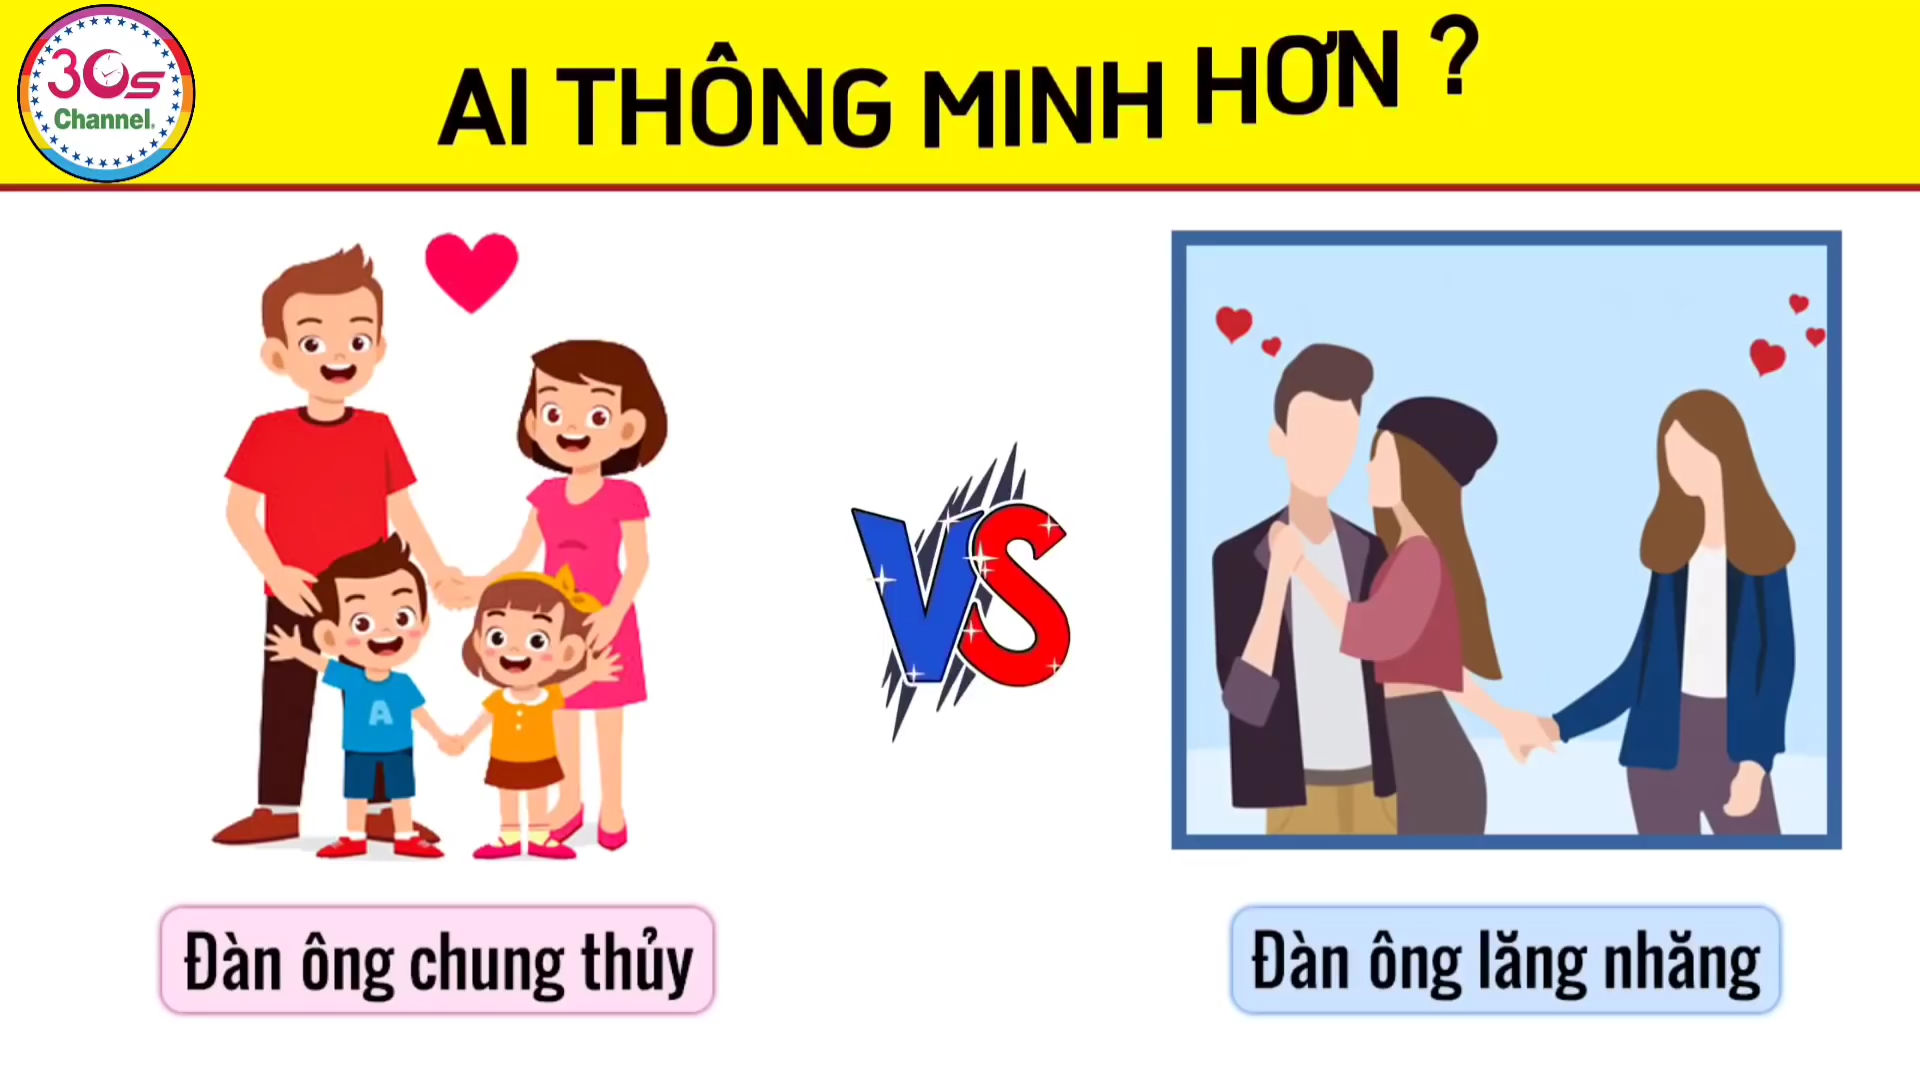 30s
Channel.
AI THÔNG MINH HƠN ?
VS
A
Đàn ông chung thủy
Đàn ông lăng nhăng